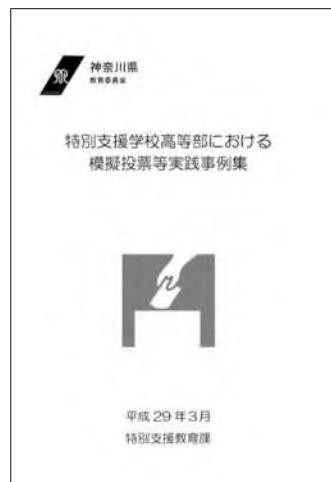 神奈川県
教育委員会
特別支援学校高等部における
模擬投票等実践事例集
平成29年3月
特別支援教育課